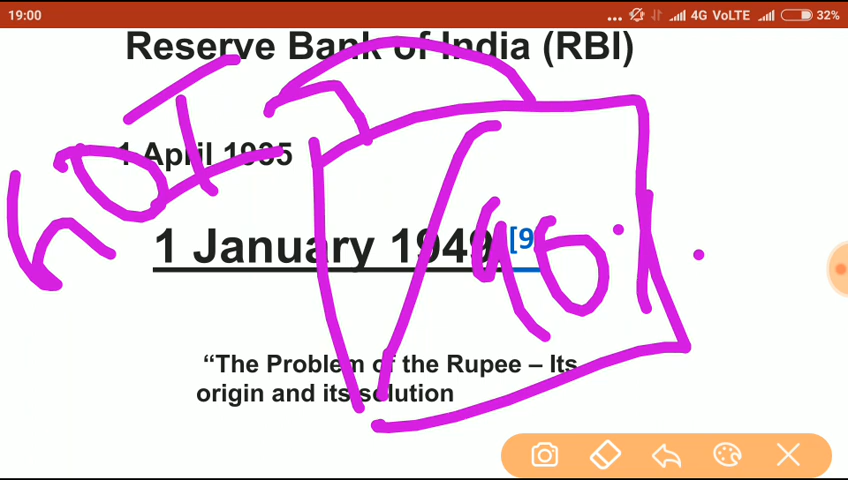 19:00 ... 4G VoLTE 32%
Reserve Bank of India (RBI)
1 April 1935
1 January 1949 [9
“The Problem of the Rupee – Its
origin and its solution